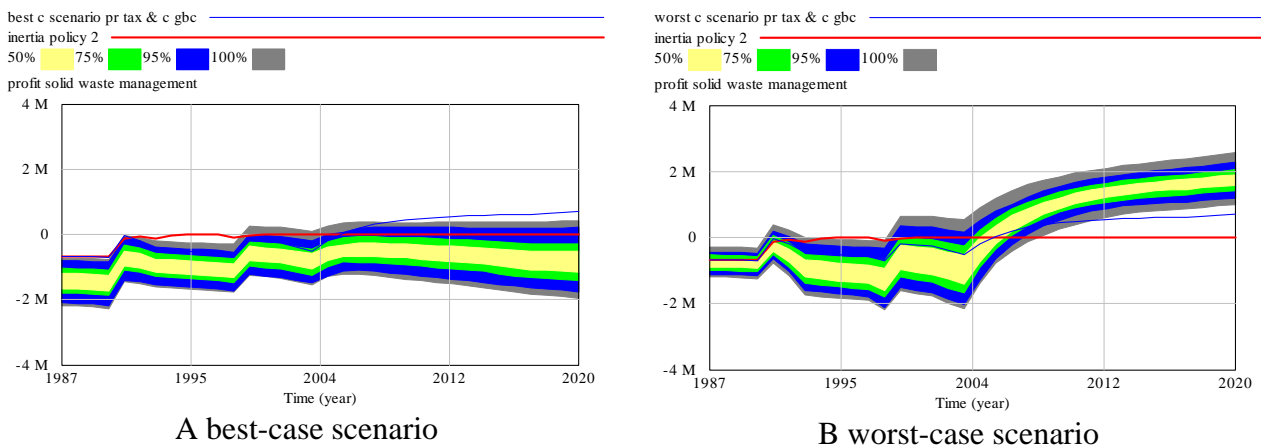 best c scenario pr tax & c gbc
inertia policy 2
50% 75% 95% 100%
profit solid waste management
4 M
2 M
0
-2 M
-4 M
1987 1995 2004 2012 2020
Time (year)
A best-case scenario
worst c scenario pr tax & c gbc
inertia policy 2
50% 75% 95% 100%
profit solid waste management
4 M
2 M
0
-2 M
-4 M
1987 1995 2004 2012 2020
Time (year)
B worst-case scenario